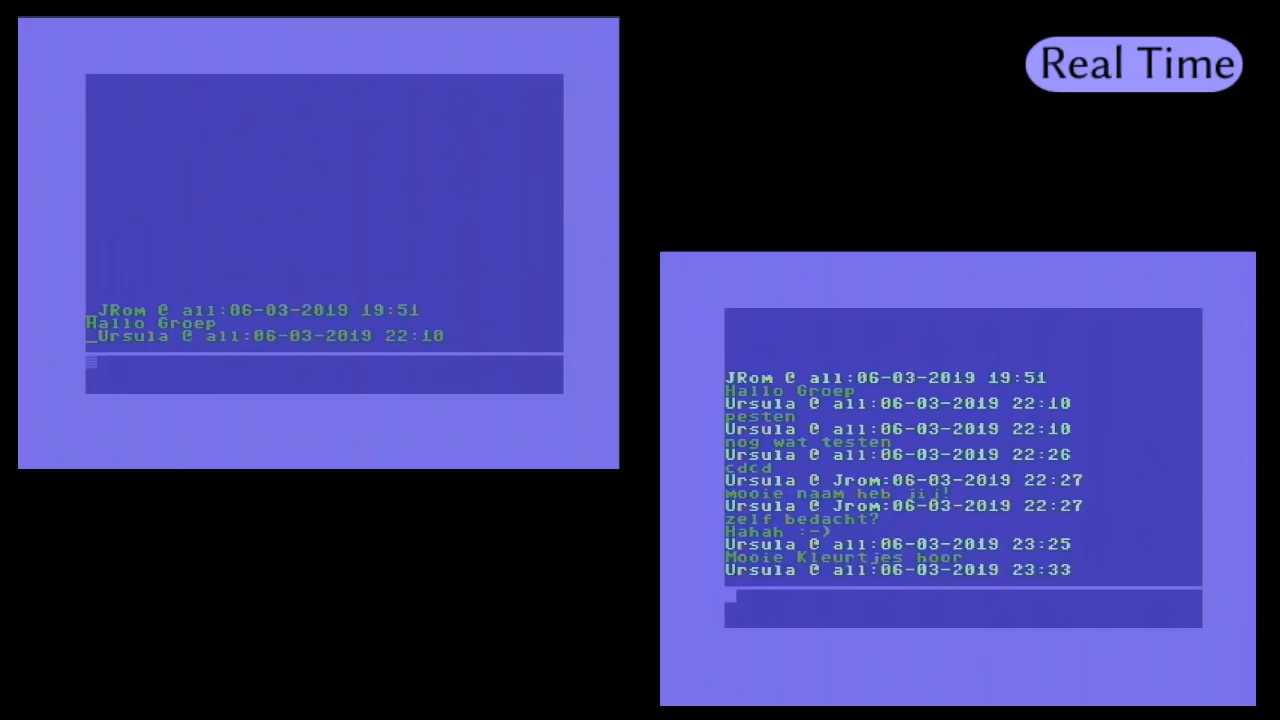 Real Time
_JRom @ all:06-03-2019 19:51
Hallo Groep
_Ursula @ all:06-03-2019 22:10
JRom @ all:06-03-2019 19:51
Hallo Groep
Ursula @ all:06-03-2019 22:10
pesten
Ursula @ all:06-03-2019 22:10
nog wat testen
Ursula @ all:06-03-2019 22:26
cdcd
Ursula @ Jrom:06-03-2019 22:27
mooie naam heb jij!
Ursula @ Jrom:06-03-2019 22:27
zelf bedacht?
Hahah :-)
Ursula @ all:06-03-2019 23:25
Mooie Kleurtjes hoor
Ursula @ all:06-03-2019 23:33